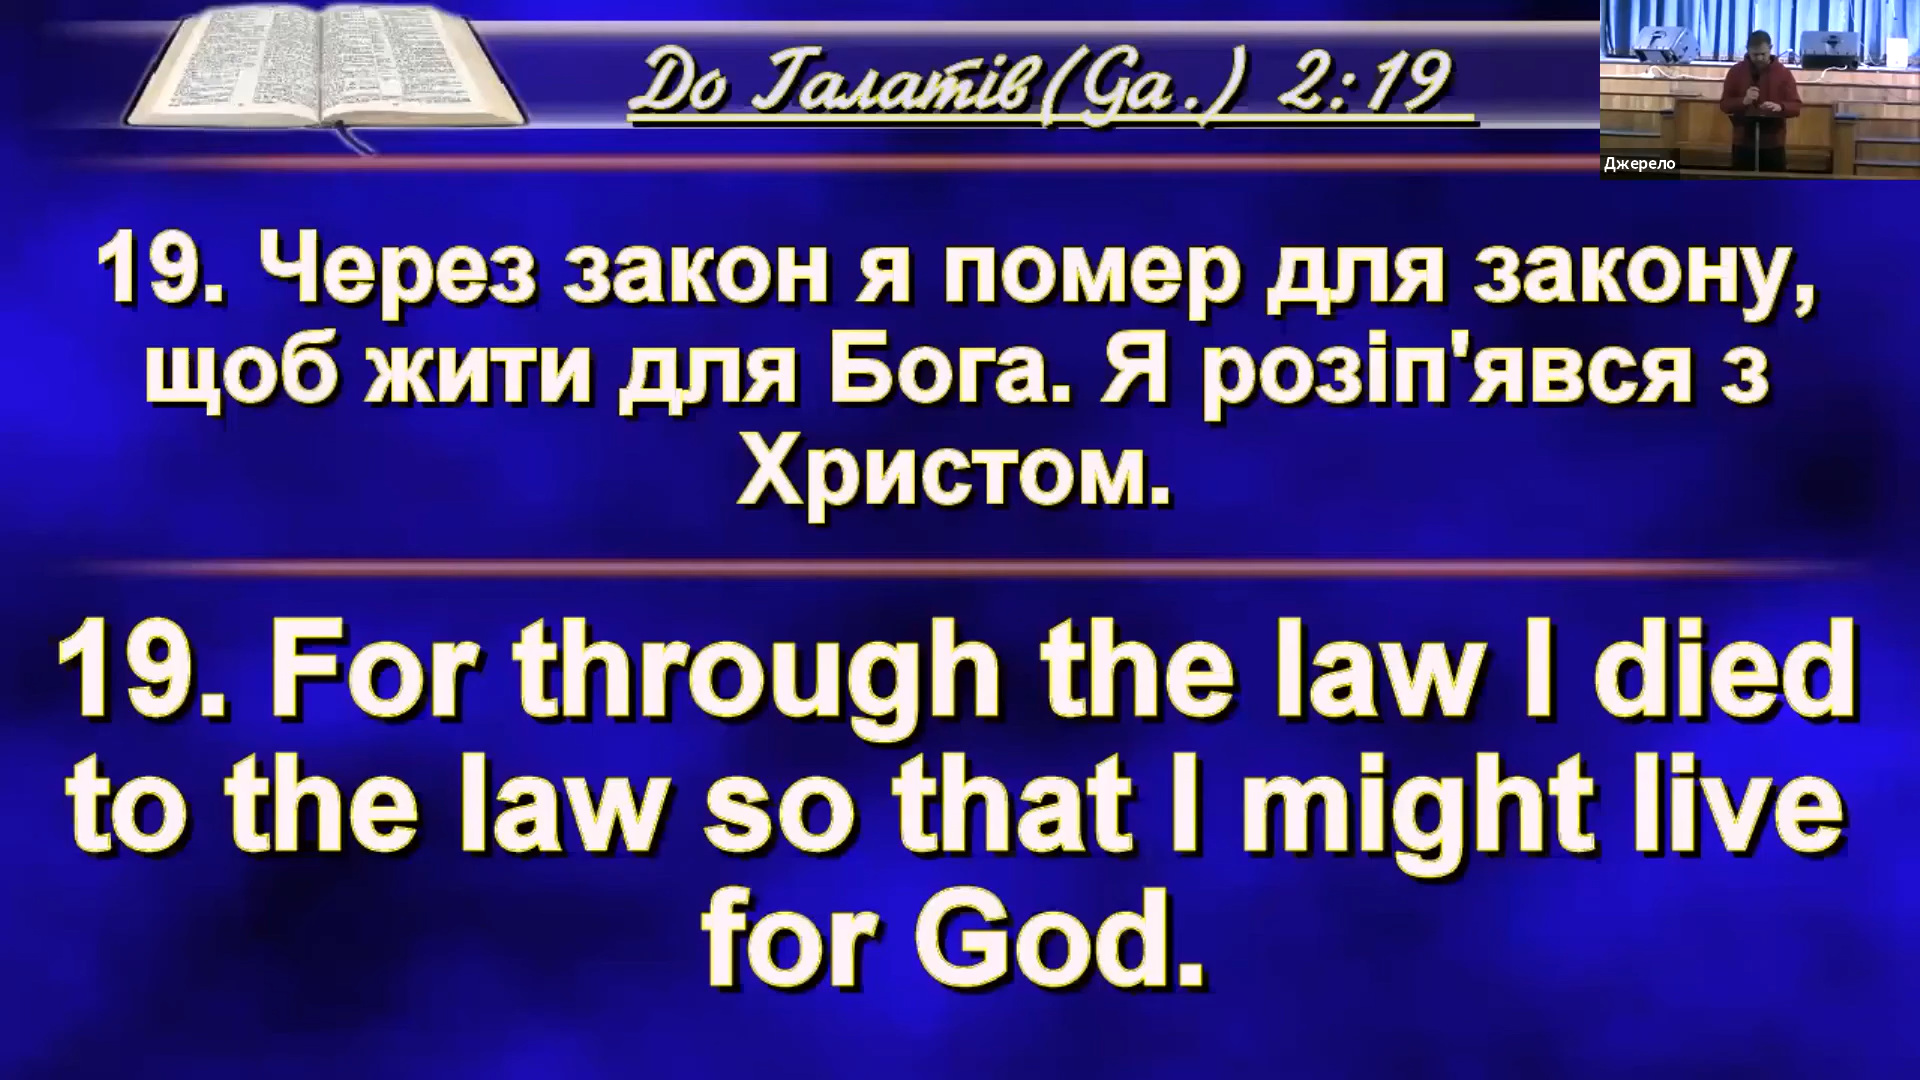 До Галатів(Ga.) 2:19
Джерело
19. Через закон я помер для закону,
щоб жити для Бога. Я розіп'явся з
Христом.
19. For through the law I died
to the law so that I might live
for God.